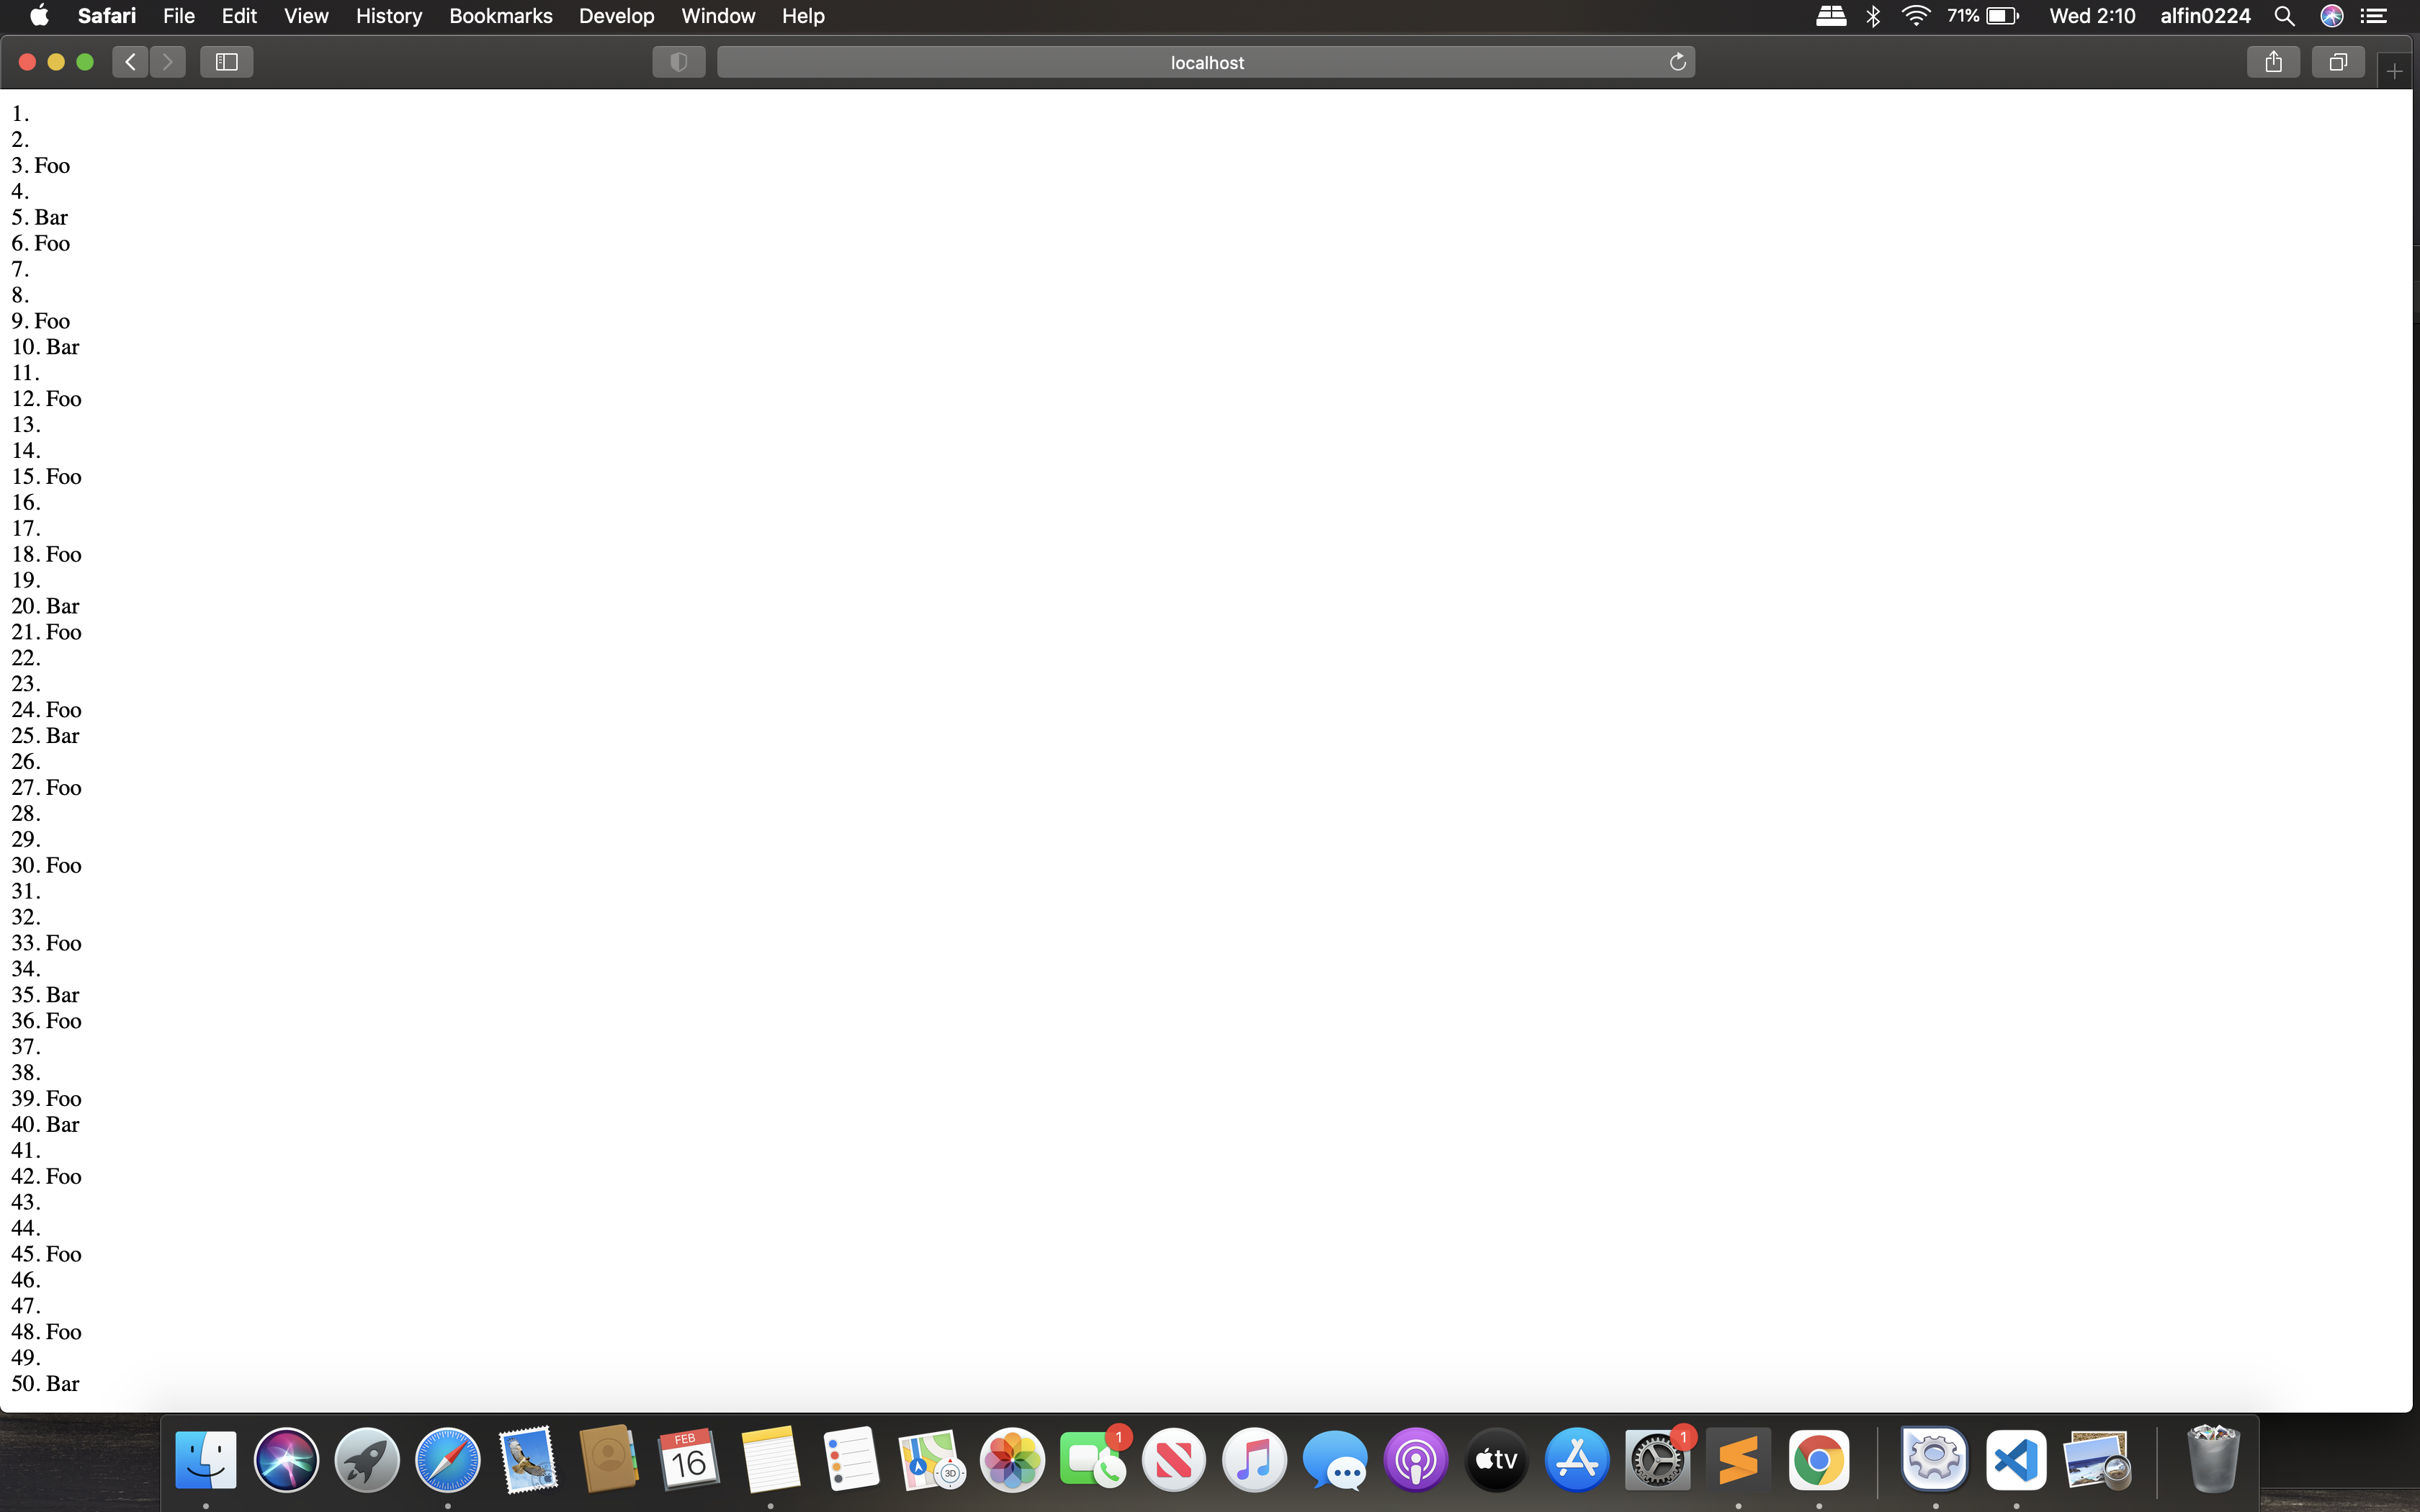 Safari File Edit View History Bookmarks Develop Window Help 71% Wed 2:10 alfin0224
localhost
1.
2.
3. Foo
4.
5. Bar
6. Foo
7.
8.
9. Foo
10. Bar
11.
12. Foo
13.
14.
15. Foo
16.
17.
18. Foo
19.
20. Bar
21. Foo
22.
23.
24. Foo
25. Bar
26.
27. Foo
28.
29.
30. Foo
31.
32.
33. Foo
34.
35. Bar
36. Foo
37.
38.
39. Foo
40. Bar
41.
42. Foo
43.
44.
45. Foo
46.
47.
48. Foo
49.
50. Bar
FEB
16
3D
1
tv
1